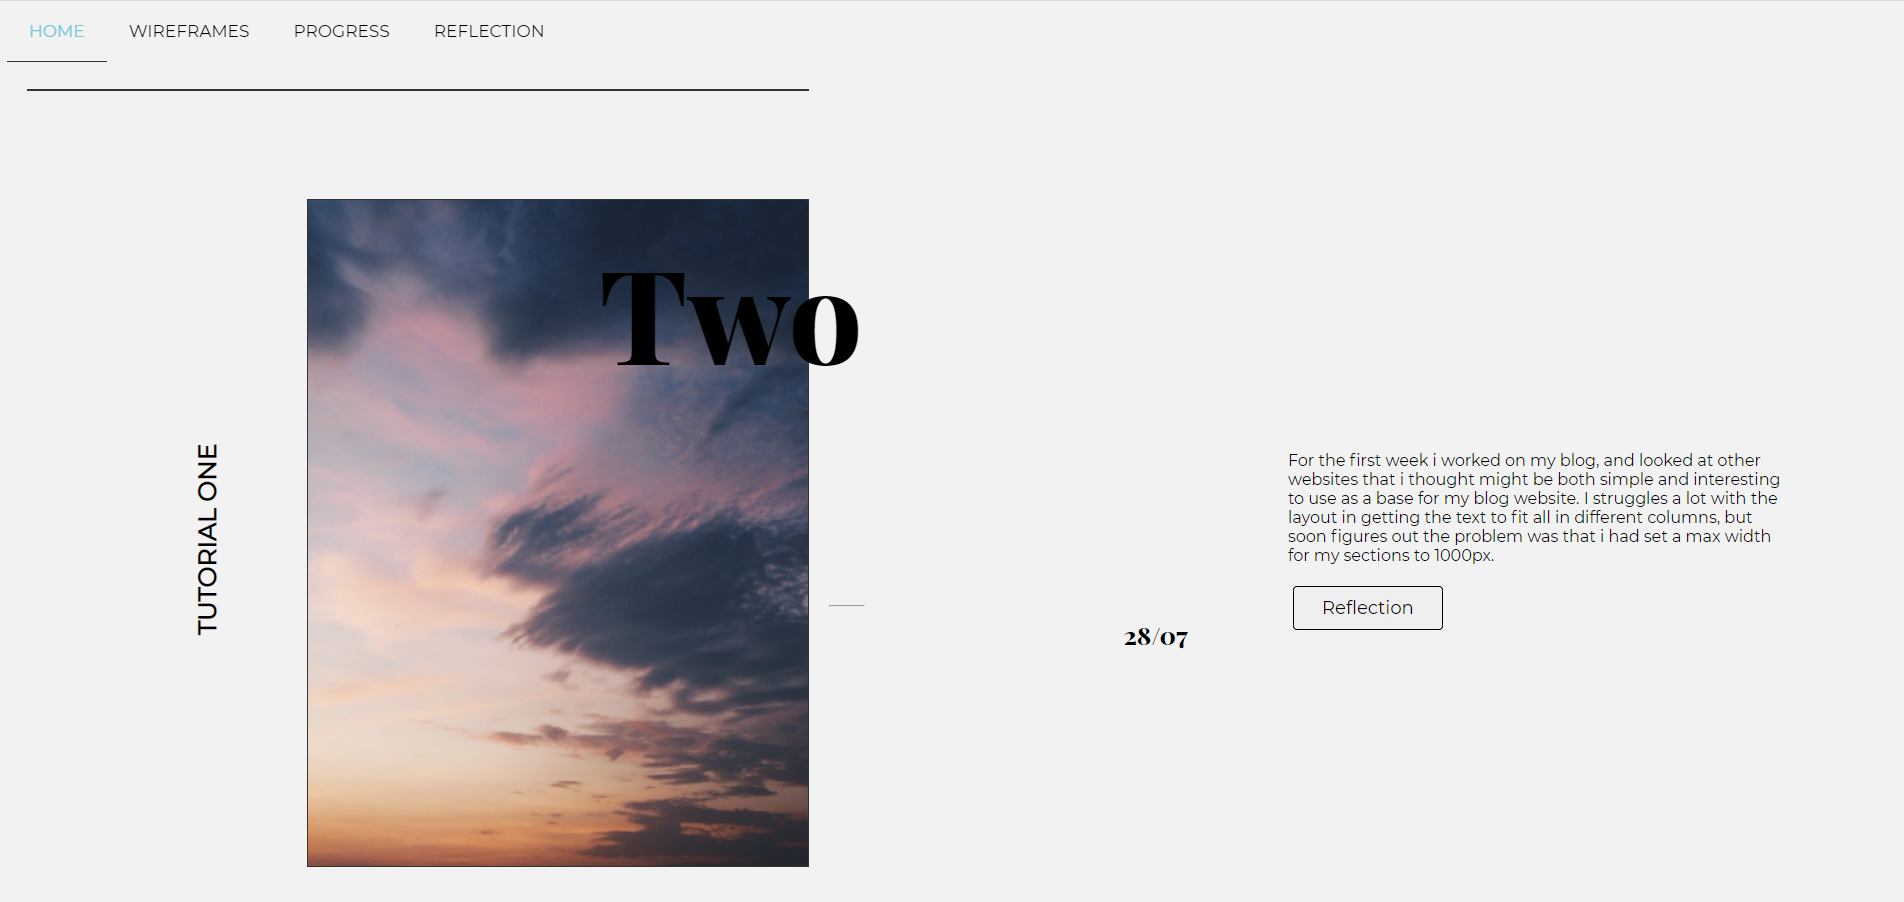 HOME WIREFRAMES PROGRESS REFLECTION
Two
TUTORIAL ONE
For the first week i worked on my blog, and looked at other
websites that i thought might be both simple and interesting
to use as a base for my blog website. I struggles a lot with the
layout in getting the text to fit all in different columns, but
soon figures out the problem was that i had set a max width
for my sections to 1000px.
Reflection
28/07